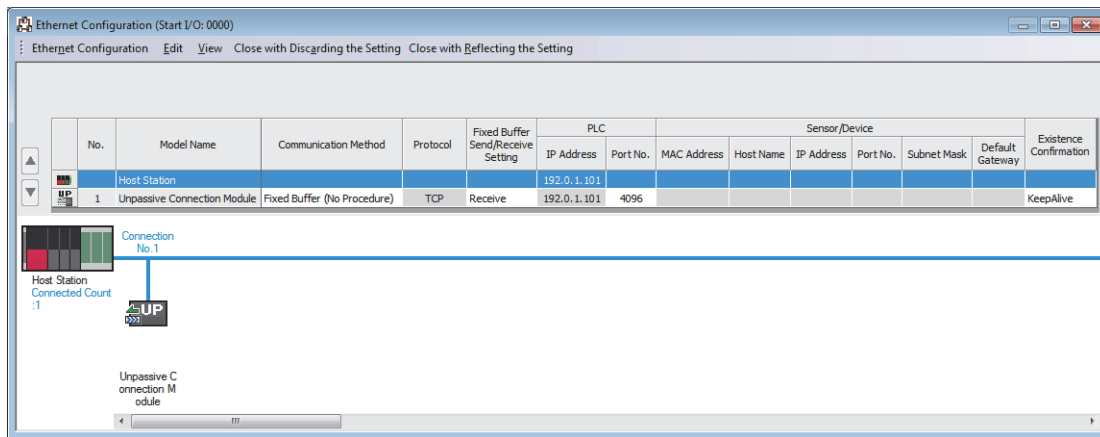 Ethernet Configuration (Start I/O: 0000)
Ethernet Configuration Edit View Close with Discarding the Setting Close with Reflecting the Setting
No. Model Name Communication Method Protocol Fixed Buffer Send/Receive Setting PLC Sensor/Device Existence Confirmation
IP Address Port No. MAC Address Host Name IP Address Port No. Subnet Mask Default Gateway
Host Station 192.0.1.101
UP 1 Unpassive Connection Module Fixed Buffer (No Procedure) TCP Receive 192.0.1.101 4096 KeepAlive
Connection
No.1
Host Station
Connected Count
:1
UP
Unpassive C
onnection M
odule